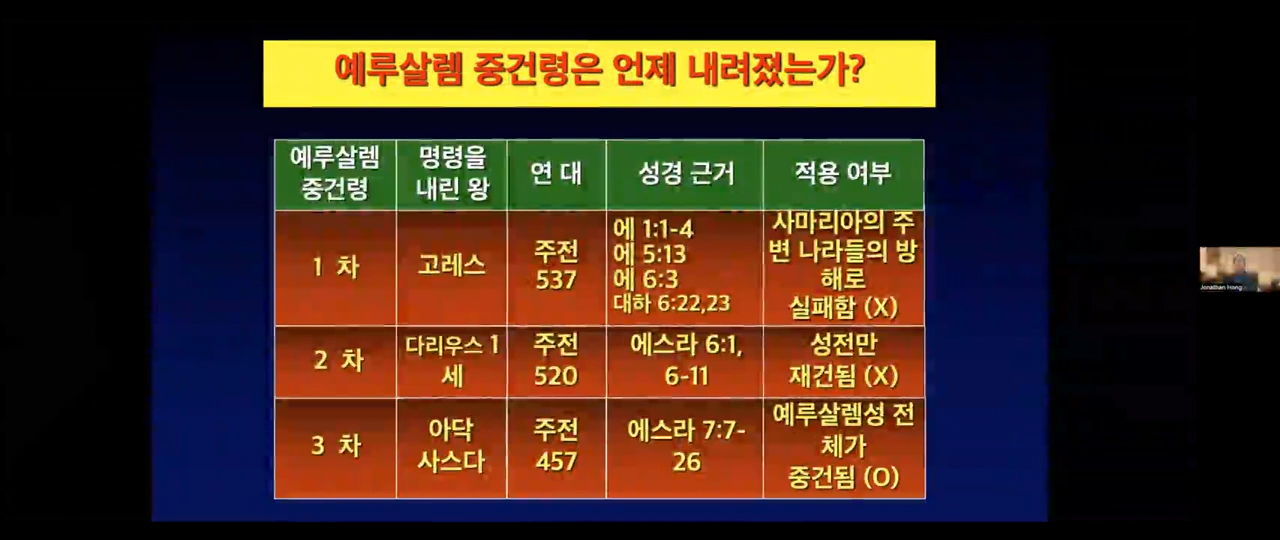 예루살렘 중건령은 언제 내려졌는가?
예루살렘
중건령
명령을
내린 왕
연 대
성경 근거
적용 여부
1 차
고레스
주전
537
에 1:1-4
에 5:13
에 6:3
대하 6:22,23
사마리아의 주
변 나라들의 방
해로
실패함 (X)
2 차
다리우스 1
세
주전
520
에스라 6:1,
6-11
성전만
재건됨 (X)
3 차
아닥
사스다
주전
457
에스라 7:7-
26
예루살렘성 전
체가
중건됨 (O)
Jonathan Hong